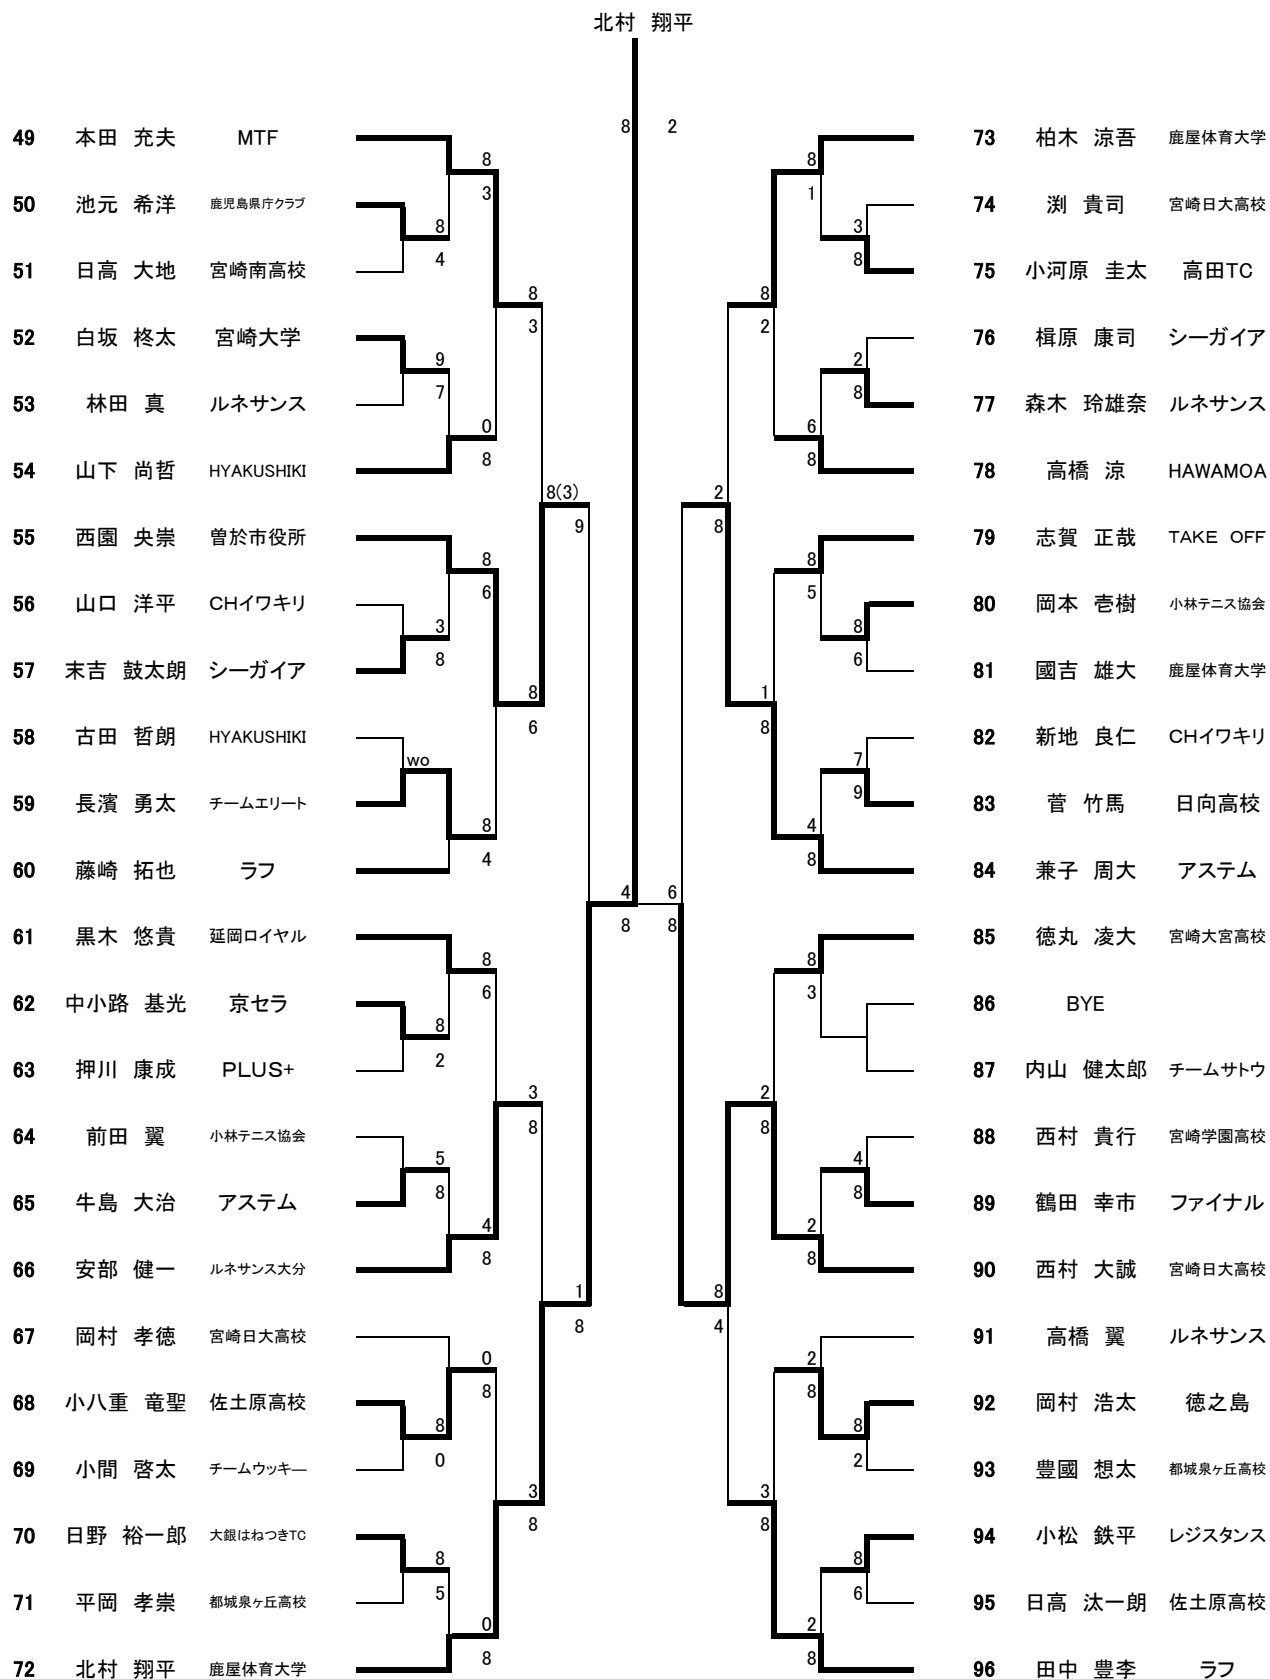 北村 翔平
8 2
49 本田 充夫 MTF
8
3
50 池元 希洋 鹿児島県庁クラブ
8
4
51 日高 大地 宮崎南高校
8
3
52 白坂 柊太 宮崎大学
9
7
53 林田 真 ルネサンス
0
8
54 山下 尚哲 HYAKUSHIKI
8(3)
9
55 西園 央崇 曽於市役所
8
6
56 山口 洋平 CHイワキリ
3
8
57 末吉 鼓太朗 シーガイア
8
6
58 古田 哲朗 HYAKUSHIKI
wo
59 長濱 勇太 チームエリート
8
4
60 藤崎 拓也 ラフ
4
8
61 黒木 悠貴 延岡ロイヤル
8
6
62 中小路 基光 京セラ
8
2
63 押川 康成 PLUS+
3
8
64 前田 翼 小林テニス協会
5
8
65 牛島 大治 アステム
4
8
66 安部 健一 ルネサンス大分
1
8
67 岡村 孝徳 宮崎日大高校
0
8
68 小八重 竜聖 佐土原高校
8
0
69 小間 啓太 チームウッキー
3
8
70 日野 裕一郎 大銀はねつきTC
8
5
71 平岡 孝崇 都城泉ヶ丘高校
0
8
72 北村 翔平 鹿屋体育大学
73 柏木 涼吾 鹿屋体育大学
8
1
74 渕 貴司 宮崎日大高校
3
8
75 小河原 圭太 高田TC
8
2
76 楫原 康司 シーガイア
2
8
77 森木 玲雄奈 ルネサンス
6
8
78 高橋 涼 HAWAMOA
2
8
79 志賀 正哉 TAKE OFF
8
5
80 岡本 壱樹 小林テニス協会
8
6
81 國吉 雄大 鹿屋体育大学
1
8
82 新地 良仁 CHイワキリ
7
9
83 菅 竹馬 日向高校
4
8
84 兼子 周大 アステム
6
8
85 徳丸 凌大 宮崎大宮高校
8
3
86 BYE
87 内山 健太郎 チームサトウ
2
8
88 西村 貴行 宮崎学園高校
4
8
89 鶴田 幸市 ファイナル
2
8
90 西村 大誠 宮崎日大高校
8
4
91 高橋 翼 ルネサンス
2
8
92 岡村 浩太 徳之島
8
2
93 豊國 想太 都城泉ヶ丘高校
3
8
94 小松 鉄平 レジスタンス
8
6
95 日高 汰一朗 佐土原高校
2
8
96 田中 豊李 ラフ